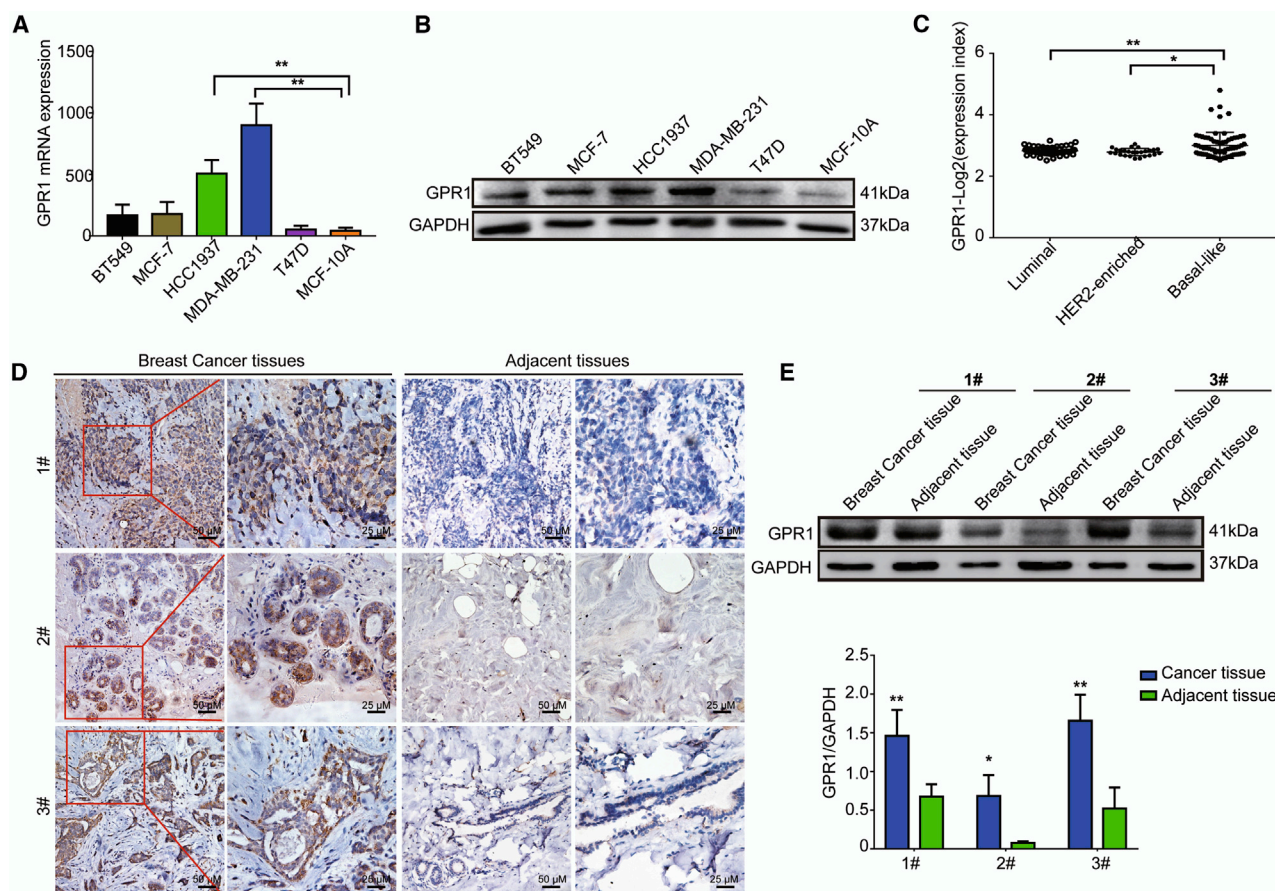 A
GPR1 mRNA expression
1500
1000
500
0
**
**
BT549
MCF-7
HCC1937
MDA-MB-231
T47D
MCF-10A
B
BT549
MCF-7
HCC1937
MDA-MB-231
T47D
MCF-10A
GPR1
41kDa
GAPDH
37kDa
C
GPR1-Log2(expression index)
6
4
2
0
**
*
Luminal
HER2-enriched
Basal-like
D
Breast Cancer tissues
Adjacent tissues
1#
50 µM
25 µM
50 µM
25 µM
2#
50 µM
25 µM
50 µM
25 µM
3#
50 µM
25 µM
50 µM
25 µM
E
1#
2#
3#
Breast Cancer tissue
Adjacent tissue
Breast Cancer tissue
Adjacent tissue
Breast Cancer tissue
Adjacent tissue
GPR1
41kDa
GAPDH
37kDa
GPR1/GAPDH
2.5
2.0
1.5
1.0
0.5
0
**
*
**
1#
2#
3#
Cancer tissue
Adjacent tissue